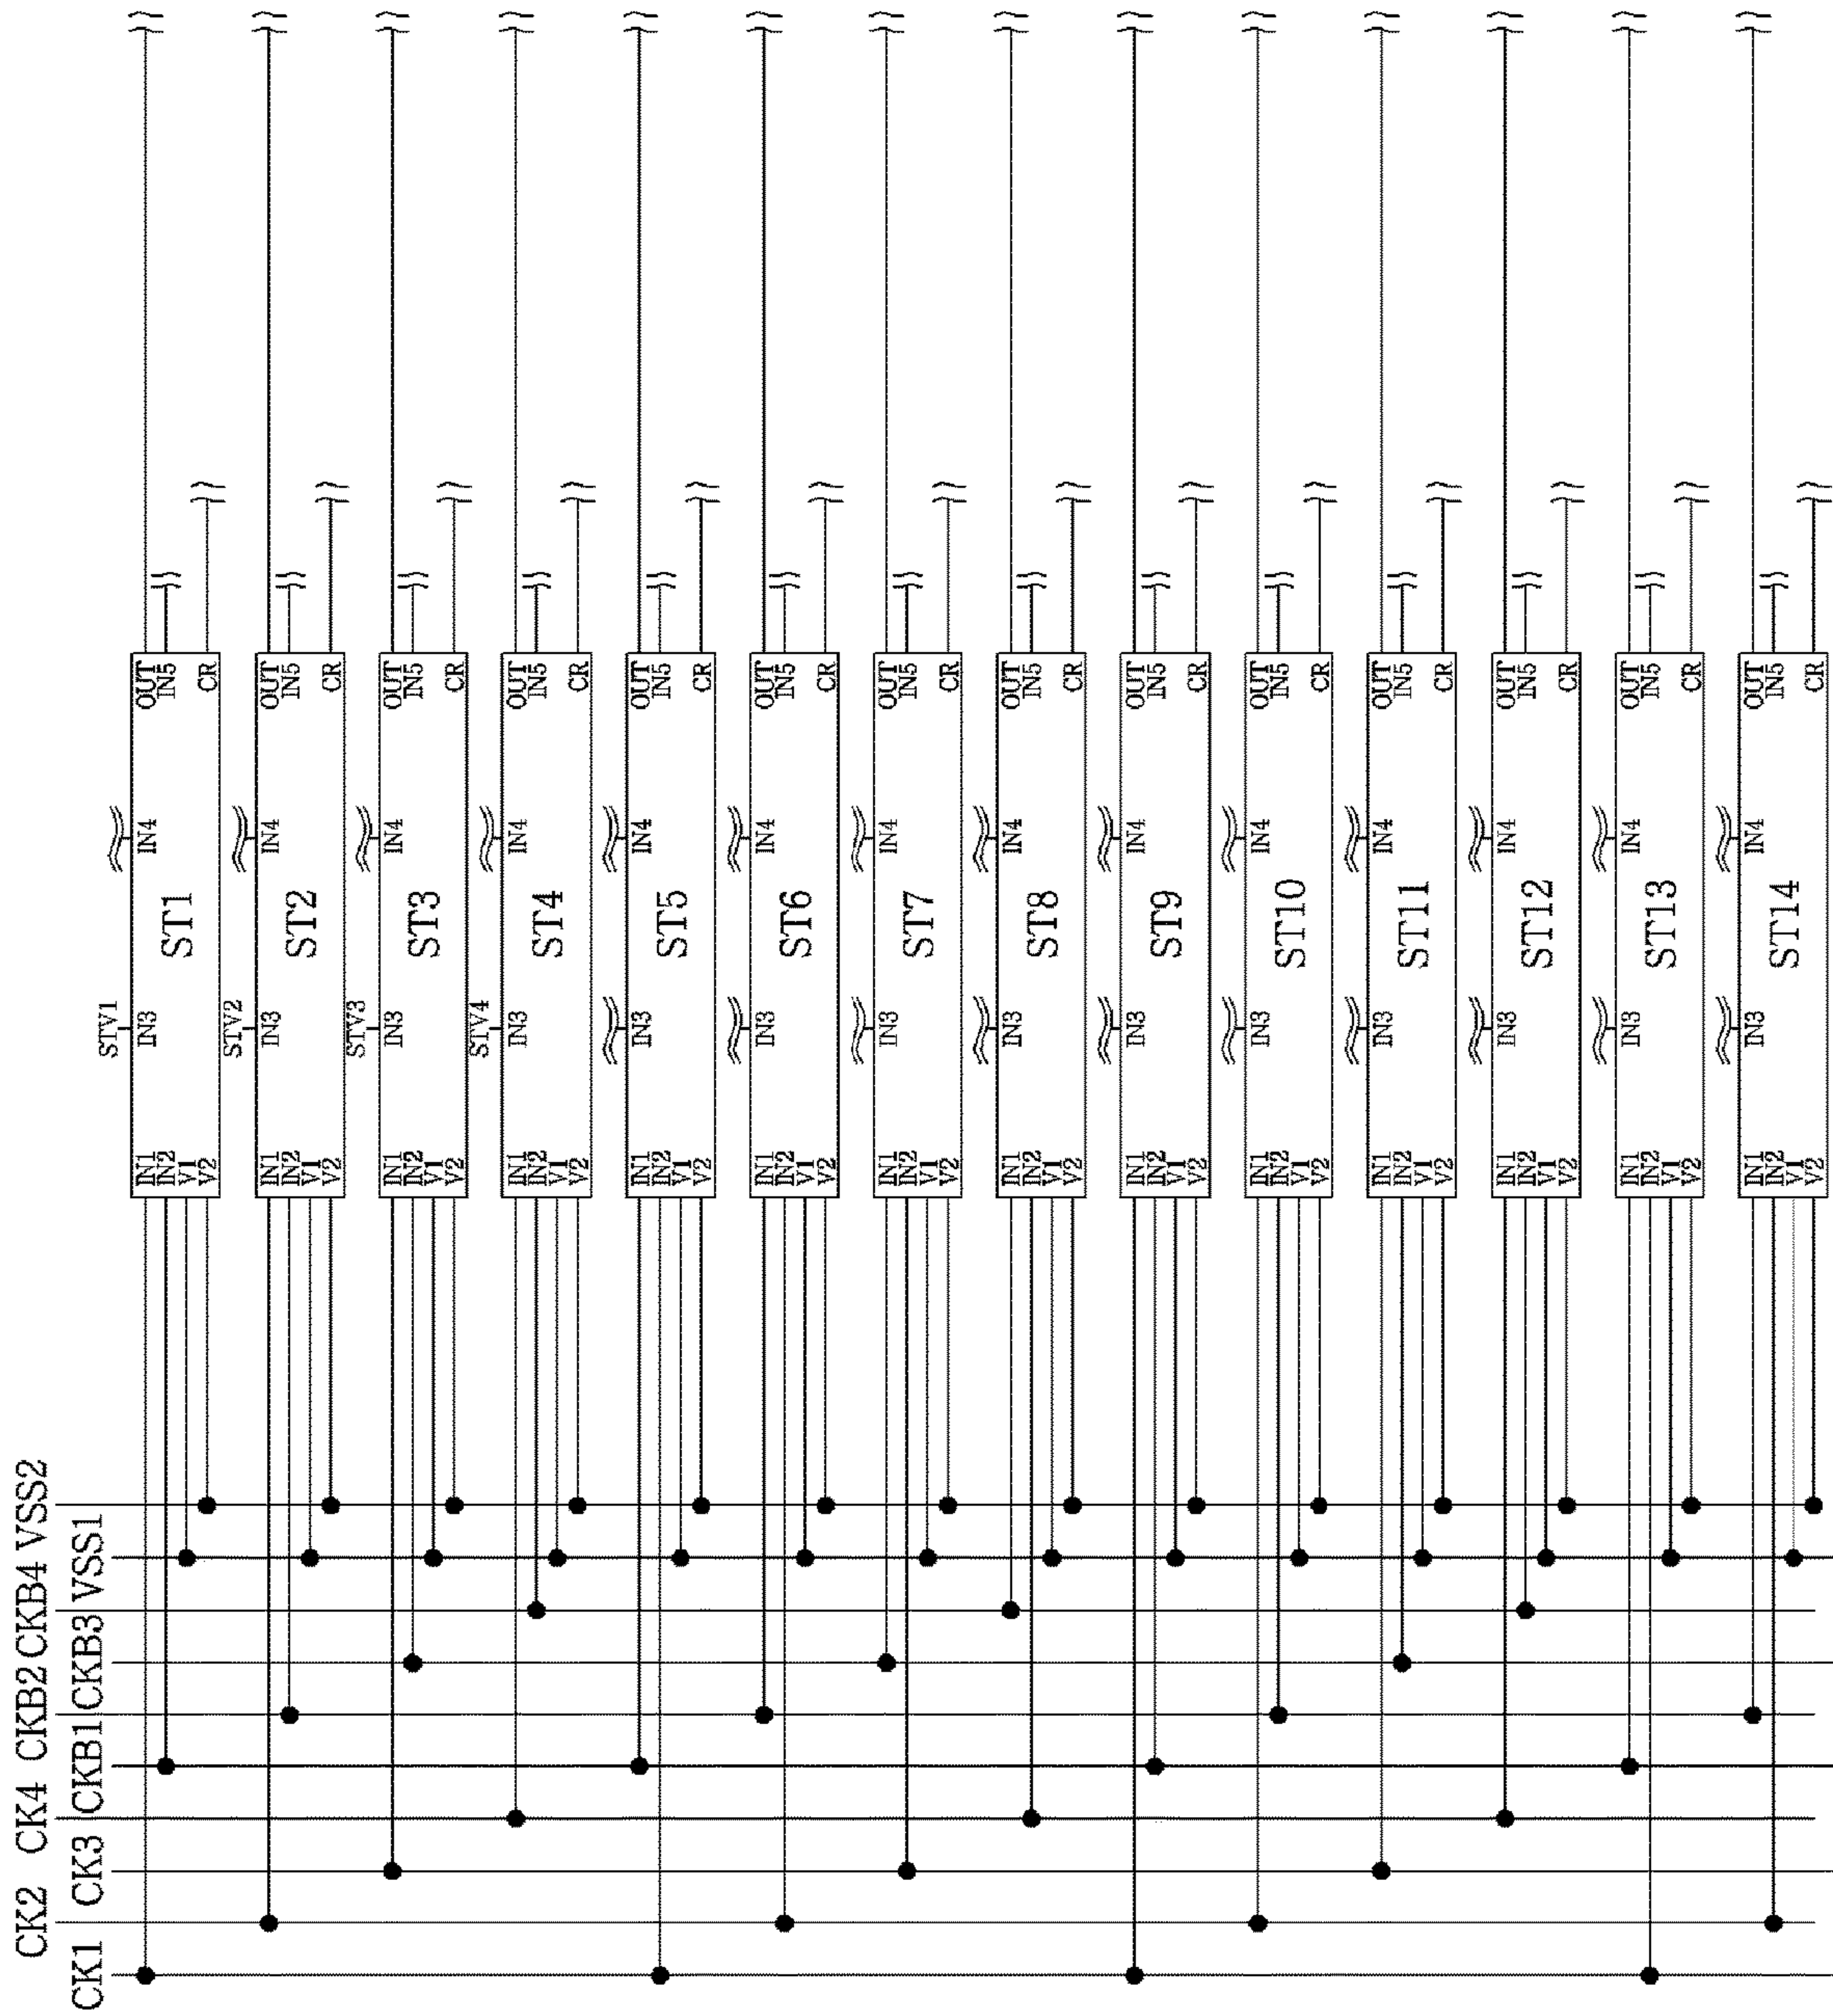 CK2 CK4 CKB2 CKB4 VSS2
CK1 CK3 CKB1 CKB3 VSS1
STV1
IN1 IN3 IN4 OUT
IN2 IN5
V1 ST1
V2 CR
STV2
IN1 IN3 IN4 OUT
IN2 IN5
V1 ST2
V2 CR
STV3
IN1 IN3 IN4 OUT
IN2 IN5
V1 ST3
V2 CR
STV4
IN1 IN3 IN4 OUT
IN2 IN5
V1 ST4
V2 CR
IN1 IN3 IN4 OUT
IN2 IN5
V1 ST5
V2 CR
IN1 IN3 IN4 OUT
IN2 IN5
V1 ST6
V2 CR
IN1 IN3 IN4 OUT
IN2 IN5
V1 ST7
V2 CR
IN1 IN3 IN4 OUT
IN2 IN5
V1 ST8
V2 CR
IN1 IN3 IN4 OUT
IN2 IN5
V1 ST9
V2 CR
IN1 IN3 IN4 OUT
IN2 IN5
V1 ST10
V2 CR
IN1 IN3 IN4 OUT
IN2 IN5
V1 ST11
V2 CR
IN1 IN3 IN4 OUT
IN2 IN5
V1 ST12
V2 CR
IN1 IN3 IN4 OUT
IN2 IN5
V1 ST13
V2 CR
IN1 IN3 IN4 OUT
IN2 IN5
V1 ST14
V2 CR